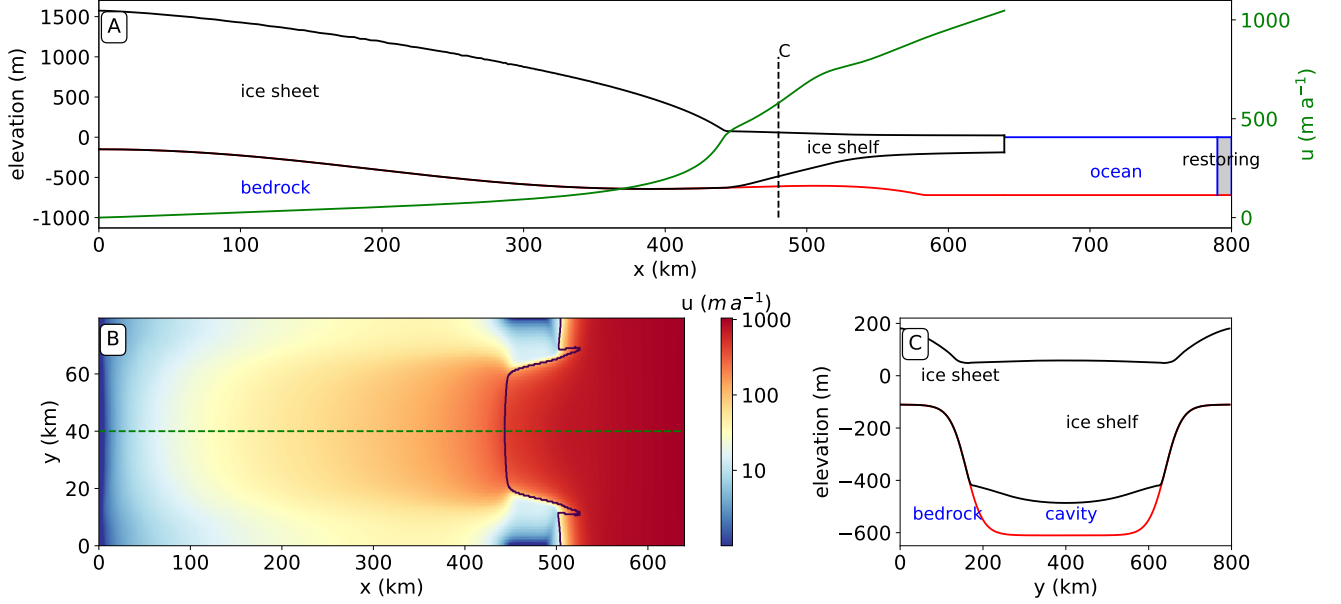 A
1500
1000
500
0
-500
-1000
elevation (m)
ice sheet
bedrock
C
ice shelf
ocean
restoring
1000
500
0
u (m a⁻¹)
0 100 200 300 400 500 600 700 800
x (km)
B
u (m a⁻¹)
60
40
20
0
y (km)
0 100 200 300 400 500 600
x (km)
1000
100
10
C
200
0
−200
−400
−600
elevation (m)
ice sheet
ice shelf
bedrock
cavity
0 200 400 600 800
y (km)